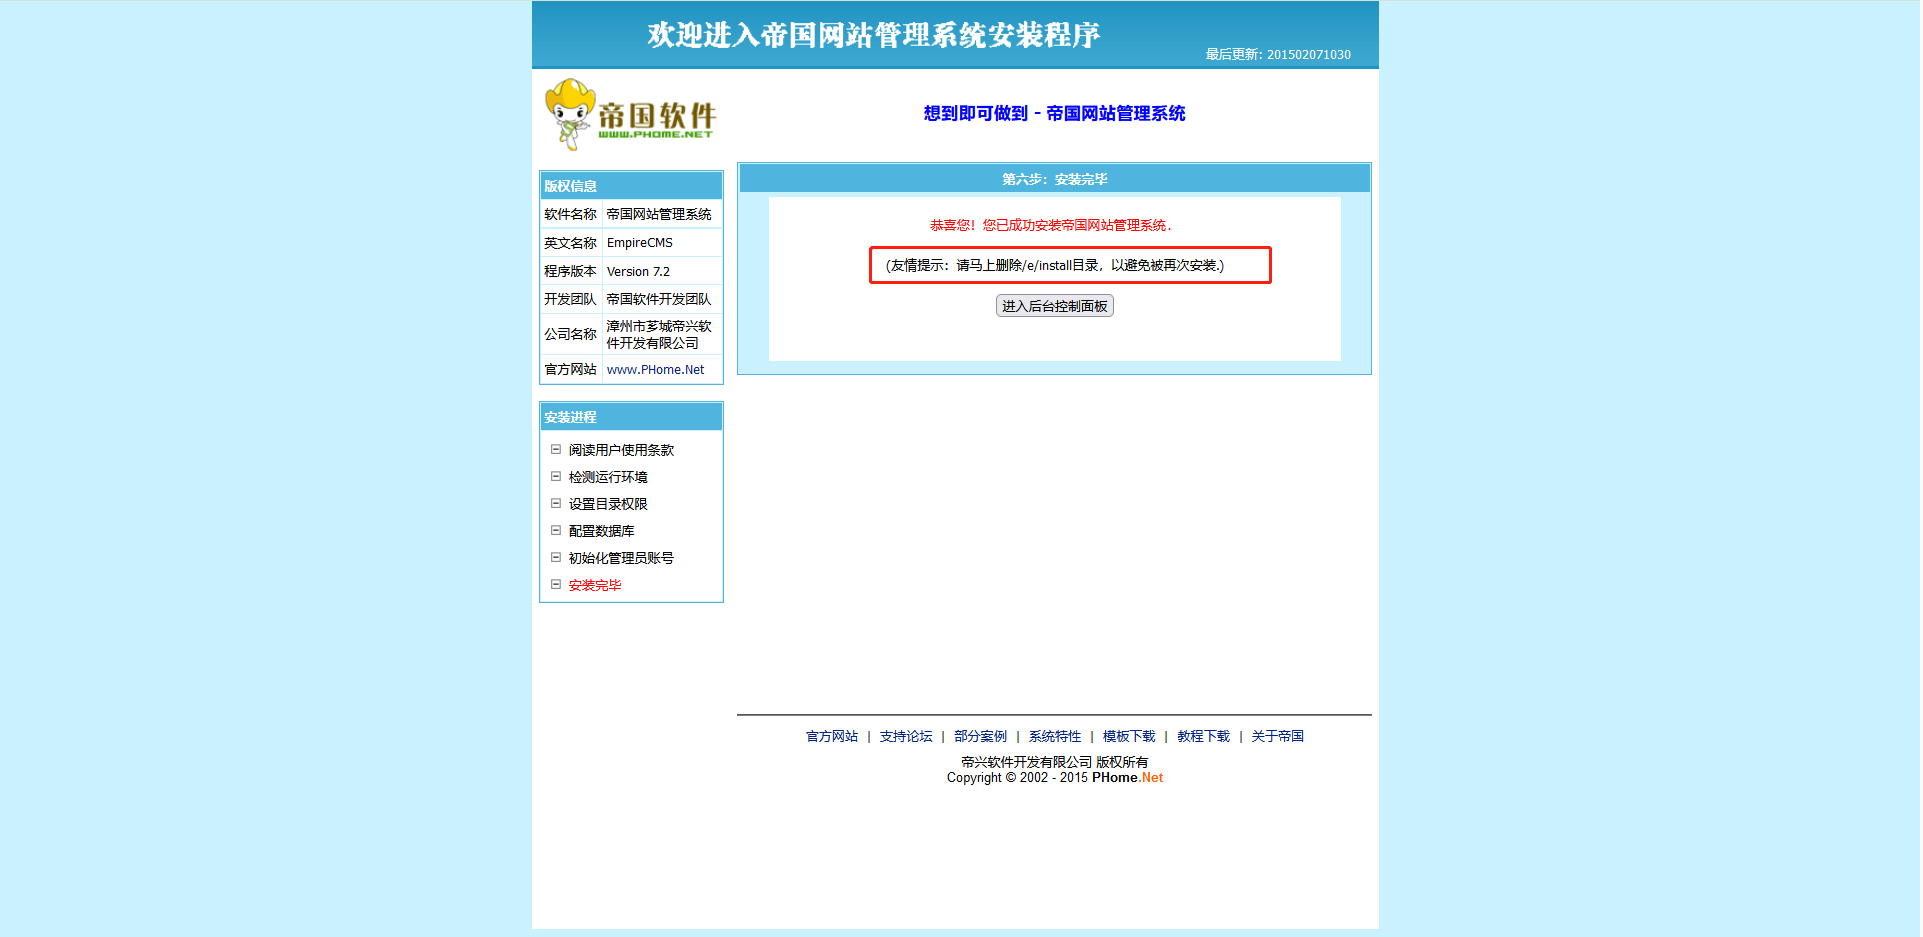 欢迎进入帝国网站管理系统安装程序
最后更新: 201502071030
帝国软件
WWW.PHOME.NET
想到即可做到 - 帝国网站管理系统
版权信息
软件名称 帝国网站管理系统
英文名称 EmpireCMS
程序版本 Version 7.2
开发团队 帝国软件开发团队
公司名称 漳州市芗城帝兴软
件开发有限公司
官方网站 www.PHome.Net
安装进程
阅读用户使用条款
检测运行环境
设置目录权限
配置数据库
初始化管理员账号
安装完毕
第六步：安装完毕
恭喜您！您已成功安装帝国网站管理系统．
(友情提示：请马上删除/e/install目录，以避免被再次安装.)
进入后台控制面板
官方网站 | 支持论坛 | 部分案例 | 系统特性 | 模板下载 | 教程下载 | 关于帝国
帝兴软件开发有限公司 版权所有
Copyright © 2002 - 2015 PHome.Net